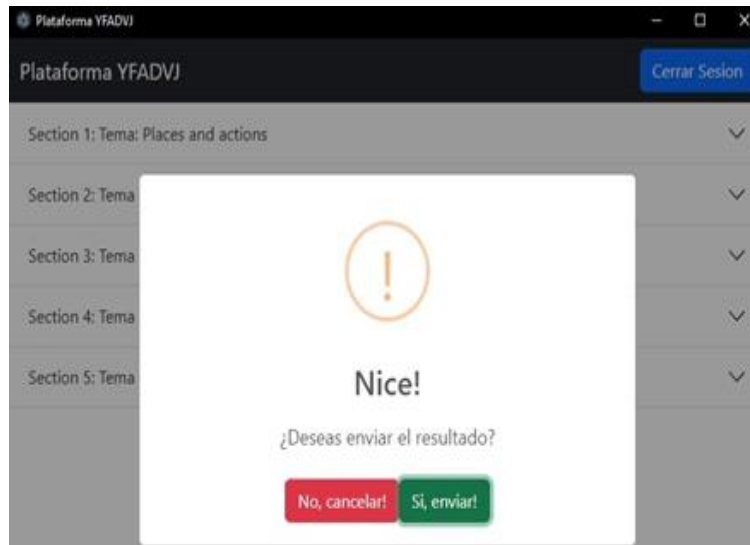 Plataforma YFADVJ
Plataforma YFADVJ
Cerrar Sesion
Section 1: Tema: Places and actions
Section 2: Tema
Section 3: Tema
Section 4: Tema
Section 5: Tema
!
Nice!
¿Deseas enviar el resultado?
No, cancelar! Si, enviar!